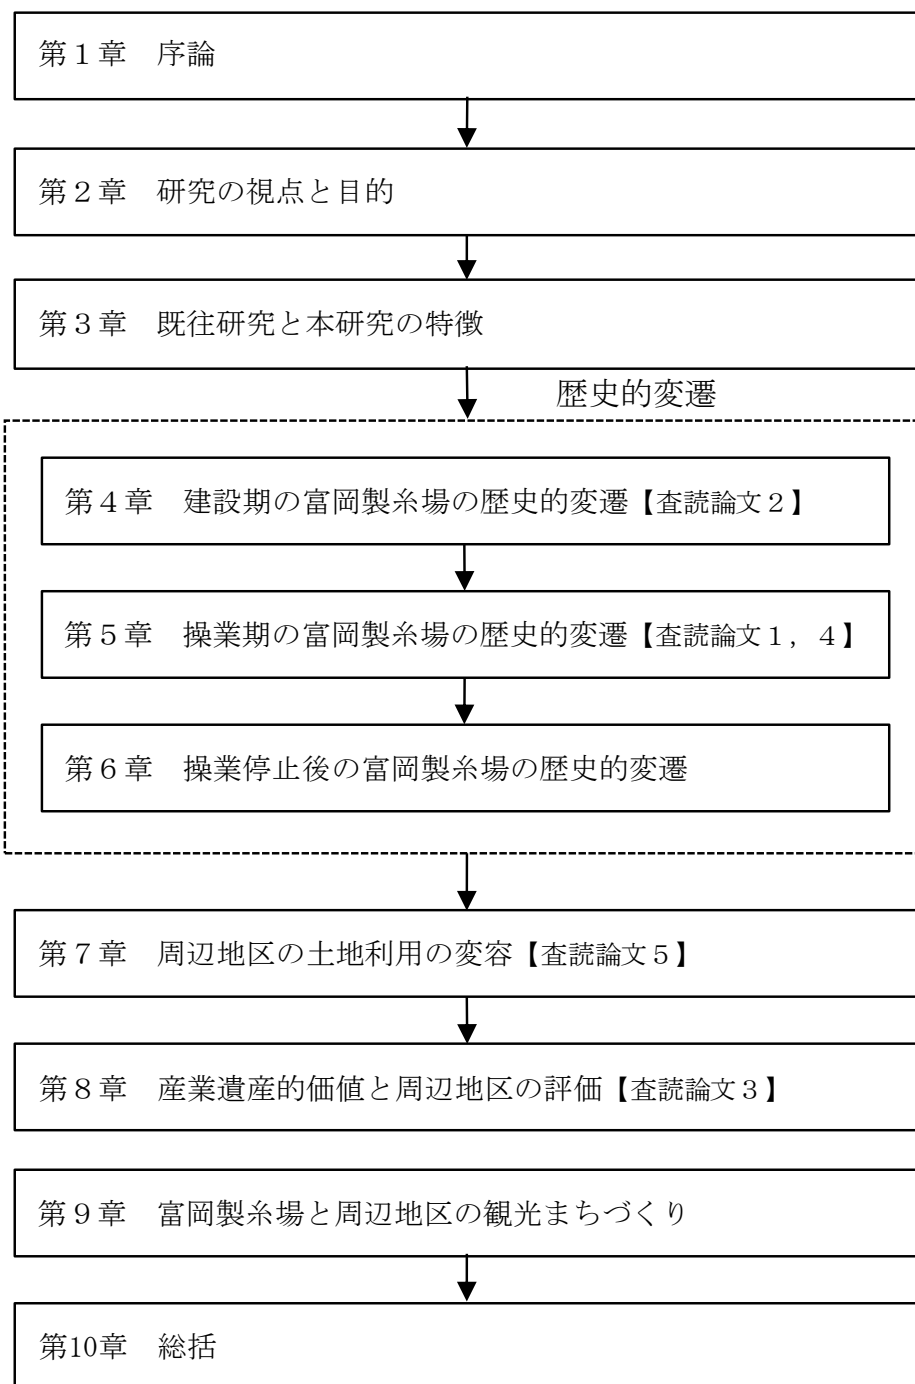 第１章　序論
第２章　研究の視点と目的
第３章　既往研究と本研究の特徴
歴史的変遷
第４章　建設期の富岡製糸場の歴史的変遷【査読論文２】
第５章　操業期の富岡製糸場の歴史的変遷【査読論文１，４】
第６章　操業停止後の富岡製糸場の歴史的変遷
第７章　周辺地区の土地利用の変容【査読論文５】
第８章　産業遺産的価値と周辺地区の評価【査読論文３】
第９章　富岡製糸場と周辺地区の観光まちづくり
第10章　総括